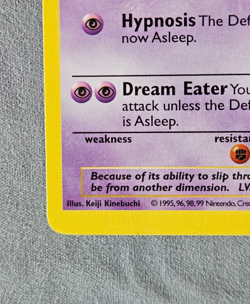 Hypnosis The Def
now Asleep.
Dream Eater You
attack unless the Def
is Asleep.
weakness resista
Because of its ability to slip thro
be from another dimension. LV
Illus. Keiji Kinebuchi © 1995, 96, 98, 99 Nintendo, Crea